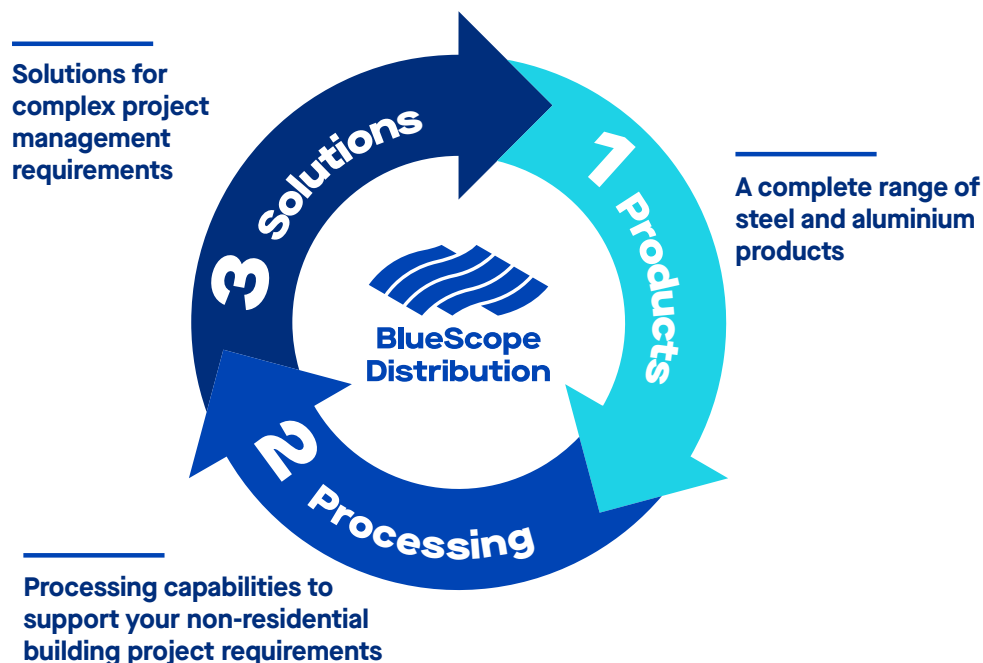 Solutions for
complex project
management
requirements
3 solutions
1 Products
A complete range of
steel and aluminium
products
BlueScope
Distribution
2 Processing
Processing capabilities to
support your non-residential
building project requirements